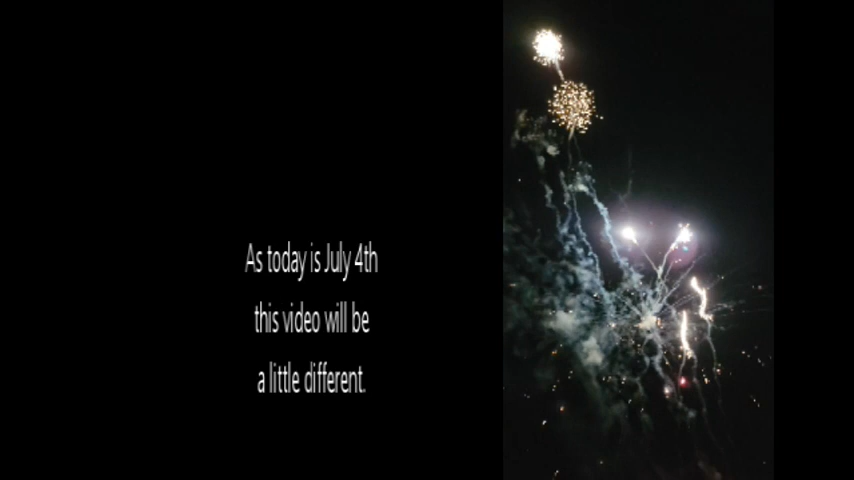 As today is July 4th
this video will be
a little different.